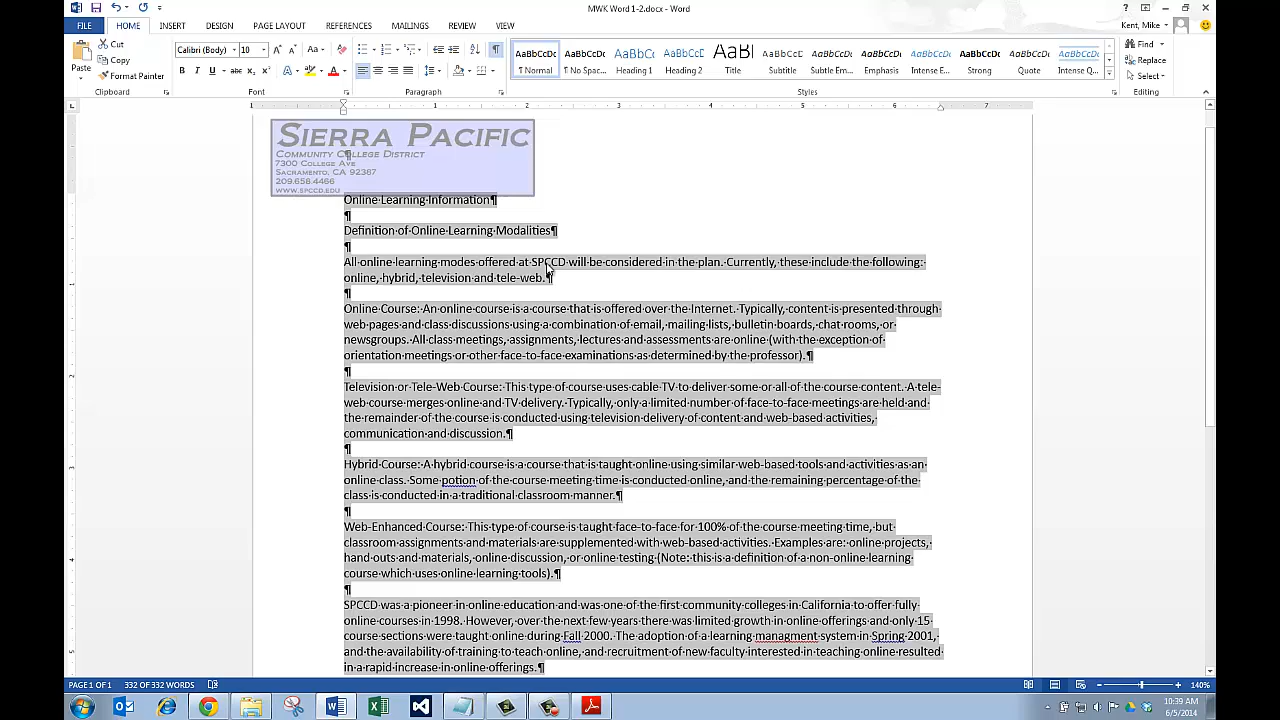 MWK Word 1-2.docx - Word
FILE HOME INSERT DESIGN PAGE LAYOUT REFERENCES MAILINGS REVIEW VIEW Kent, Mike
Paste
Cut
Copy
Format Painter
Calibri (Body) 10
AaBbCcDc AaBbCcDc AaBbCc AaBbCcD AaBl AaBbCcD AaBbCcDc AaBbCcDc AaBbCcDc AaBbCcDc AaBbCcDc AaBbCcDc
¶ Normal ¶ No Spac... Heading 1 Heading 2 Title Subtitle Subtle Em... Emphasis Intense E... Strong Quote Intense Q...
Find
Replace
Select
Clipboard Font Paragraph Styles Editing
1 1 2 3 4 5 6 7
SIERRA PACIFIC
COMMUNITY COLLEGE DISTRICT
7300 COLLEGE AVE
SACRAMENTO, CA 92387
209.658.4466
WWW.SPCCD.EDU
Online·Learning·Information¶
¶
Definition·of·Online·Learning·Modalities¶
¶
All·online·learning·modes·offered·at·SPCCD·will·be·considered·in·the·plan.·Currently,·these·include·the·following:·
online,·hybrid,·television·and·tele-web.¶
¶
Online·Course:·An·online·course·is·a·course·that·is·offered·over·the·Internet.·Typically,·content·is·presented·through·
web·pages·and·class·discussions·using·a·combination·of·email,·mailing·lists,·bulletin·boards,·chat·rooms,·or·
newsgroups.·All·class·meetings,·assignments,·lectures·and·assessments·are·online·(with·the·exception·of·
orientation·meetings·or·other·face-to-face·examinations·as·determined·by·the·professor).¶
¶
Television·or·Tele-Web·Course:·This·type·of·course·uses·cable·TV·to·deliver·some·or·all·of·the·course·content.·A·tele-
web·course·merges·online·and·TV·delivery.·Typically,·only·a·limited·number·of·face-to-face·meetings·are·held·and·
the·remainder·of·the·course·is·conducted·using·television·delivery·of·content·and·web-based·activities,·
communication·and·discussion.¶
¶
Hybrid·Course:·A·hybrid·course·is·a·course·that·is·taught·online·using·similar·web-based·tools·and·activities·as·an·
online·class.·Some·potion·of·the·course·meeting·time·is·conducted·online,·and·the·remaining·percentage·of·the·
class·is·conducted·in·a·traditional·classroom·manner.¶
¶
Web-Enhanced·Course:·This·type·of·course·is·taught·face-to-face·for·100%·of·the·course·meeting·time,·but·
classroom·assignments·and·materials·are·supplemented·with·web-based·activities.·Examples·are:·online·projects,·
hand·outs·and·materials,·online·discussion,·or·online·testing·(Note:·this·is·a·definition·of·a·non-online·learning·
course·which·uses·online·learning·tools).¶
¶
SPCCD·was·a·pioneer·in·online·education·and·was·one·of·the·first·community·colleges·in·California·to·offer·fully·
online·courses·in·1998.·However,·over·the·next·few·years·there·was·limited·growth·in·online·offerings·and·only·15·
course·sections·were·taught·online·during·Fall·2000.·The·adoption·of·a·learning·managment·system·in·Spring·2001,·
and·the·availability·of·training·to·teach·online,·and·recruitment·of·new·faculty·interested·in·teaching·online·resulted·
in·a·rapid·increase·in·online·offerings.¶
PAGE 1 OF 1 332 OF 332 WORDS 140%
10:39 AM
6/5/2014